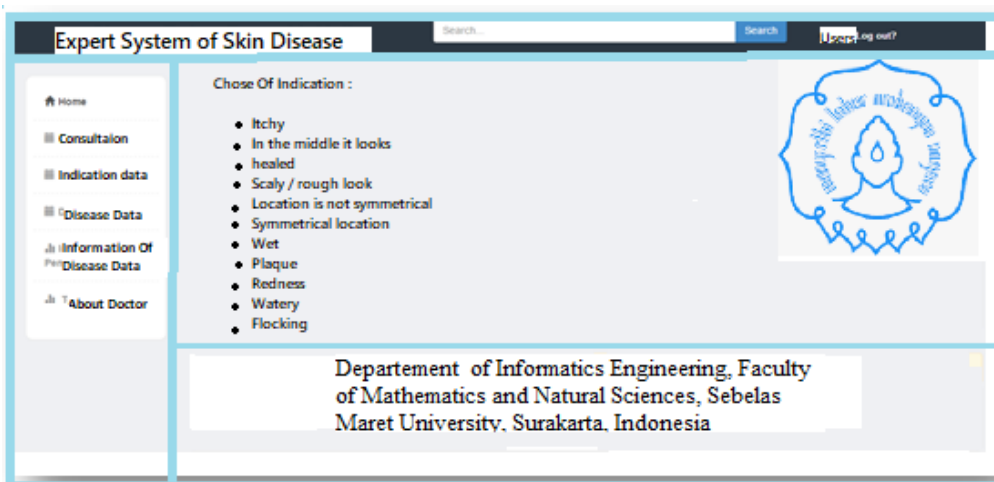 Expert System of Skin Disease
Search...
Search
Users
Log out?
Home
Consultaion
Indication data
Disease Data
Information Of
Disease Data
About Doctor
Chose Of Indication :
Itchy
In the middle it looks
healed
Scaly / rough look
Location is not symmetrical
Symmetrical location
Wet
Plaque
Redness
Watery
Flocking
Departement of Informatics Engineering, Faculty
of Mathematics and Natural Sciences, Sebelas
Maret University, Surakarta, Indonesia